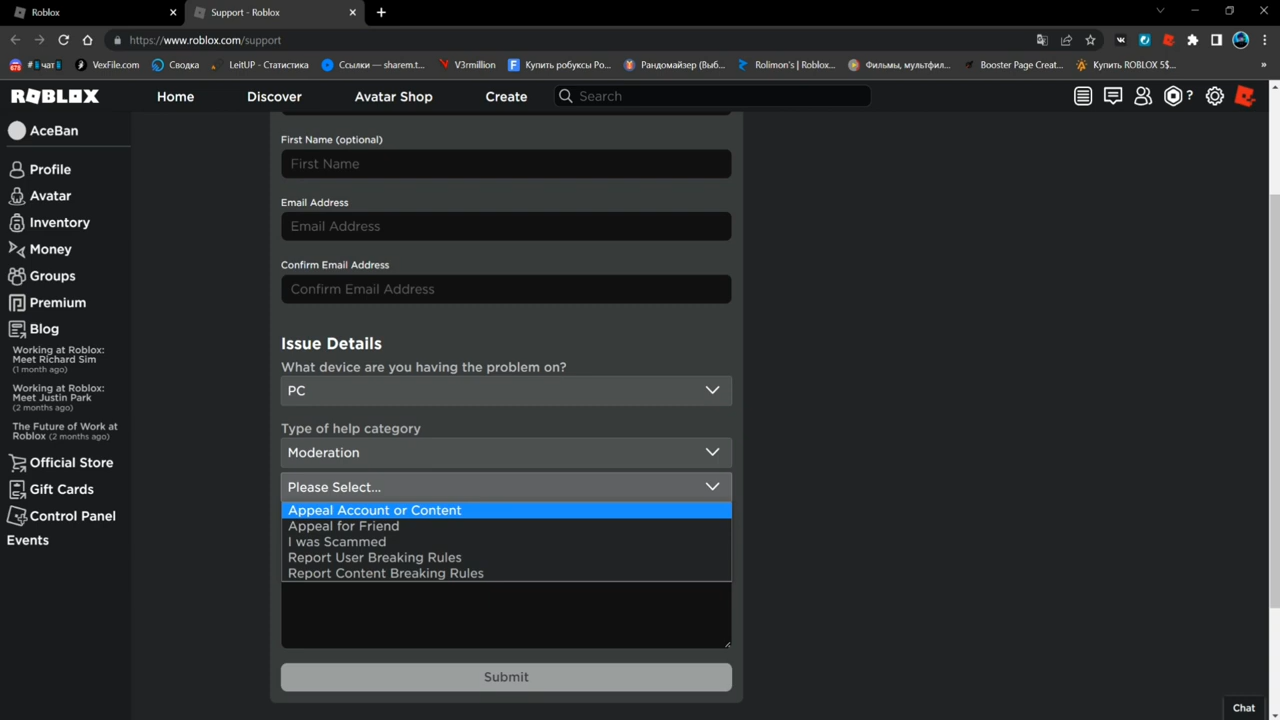 Roblox
Support - Roblox
https://www.roblox.com/support
VexFile.com
Сводка
LeitUP - Статистика
Ссылки — sharem.t...
V3rmillion
Купить робуксы Ро...
Рандомайзер (Выб...
Rolimon's | Roblox...
Фильмы, мультфил...
Booster Page Creat...
Купить ROBLOX 5$...
ROBLOX
Home
Discover
Avatar Shop
Create
Search
?
AceBan
Profile
Avatar
Inventory
Money
Groups
Premium
Blog
Working at Roblox:
Meet Richard Sim
(1 month ago)
Working at Roblox:
Meet Justin Park
(2 months ago)
The Future of Work at
Roblox (2 months ago)
Official Store
Gift Cards
Control Panel
Events
First Name (optional)
First Name
Email Address
Email Address
Confirm Email Address
Confirm Email Address
Issue Details
What device are you having the problem on?
PC
Type of help category
Moderation
Please Select...
Appeal Account or Content
Appeal for Friend
I was Scammed
Report User Breaking Rules
Report Content Breaking Rules
Submit
Chat